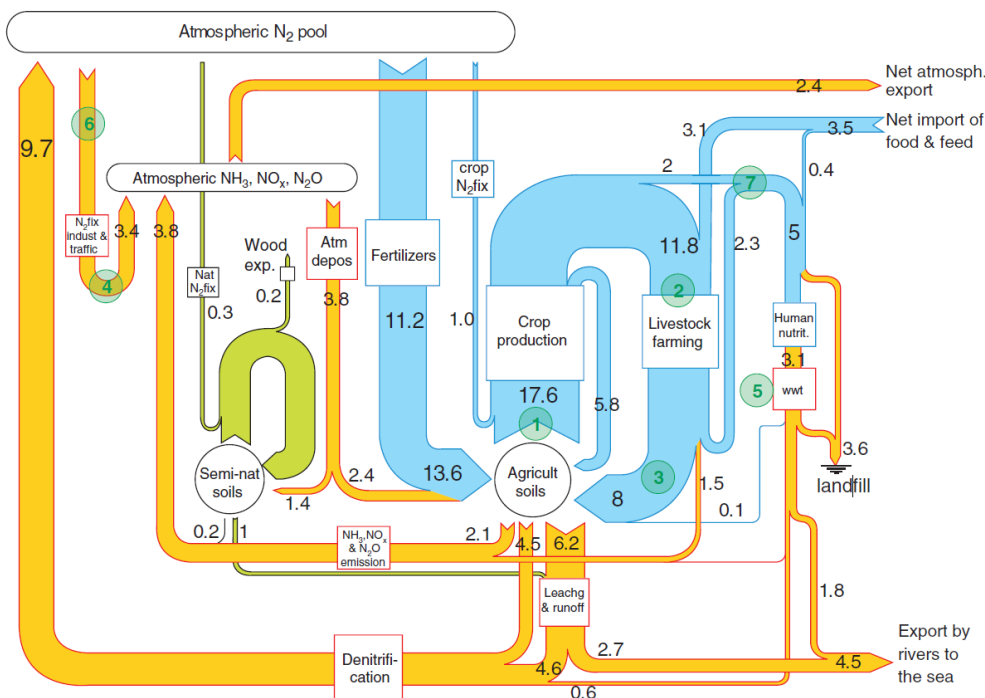 Atmospheric N₂ pool
Net atmosph.
export
2.4
Net import of
food & feed
3.5
3.1
0.4
6
9.7
Atmospheric NH₃, NOₓ, N₂O
crop
N₂fix
2
7
N₂fix
indust &
traffic
3.4
3.8
4
Wood
exp.
0.2
Atm
depos
3.8
Fertilizers
11.8
2.3
5
2
Nat
N₂fix
0.3
11.2
1.0
Crop
production
Livestock
farming
Human
nutrit.
3.1
17.6
5.8
5
wwt
1
3.6
landfill
Semi-nat
soils
2.4
1.4
13.6
Agricult
soils
8
3
1.5
0.1
0.2
1
NH₃,NOₓ
& N₂O
emission
2.1
4.5
6.2
Leachg
& runoff
1.8
Denitrifi-
cation
4.6
2.7
0.6
4.5
Export by
rivers to
the sea